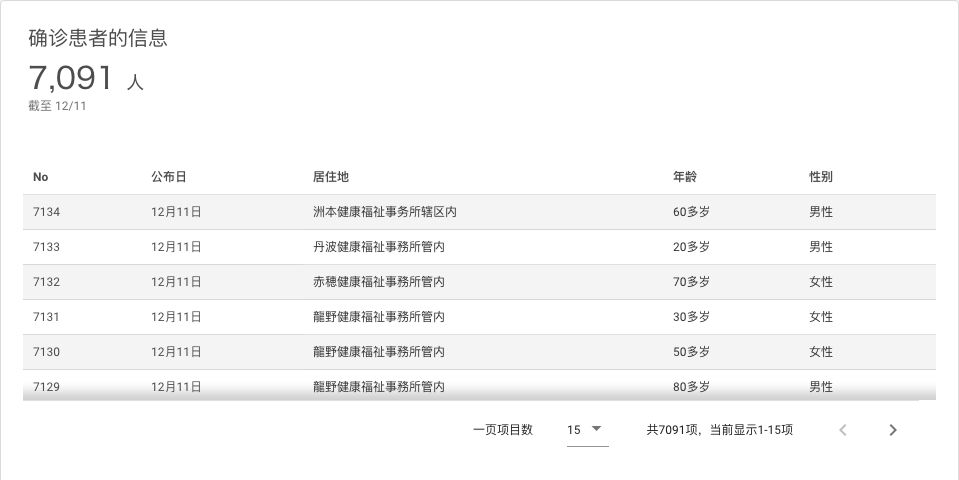 确诊患者的信息
7,091 人
截至 12/11
No 公布日 居住地 年龄 性别
7134 12月11日 洲本健康福祉事务所辖区内 60多岁 男性
7133 12月11日 丹波健康福祉事務所管内 20多岁 男性
7132 12月11日 赤穂健康福祉事務所管内 70多岁 女性
7131 12月11日 龍野健康福祉事務所管内 30多岁 女性
7130 12月11日 龍野健康福祉事務所管内 50多岁 女性
7129 12月11日 龍野健康福祉事務所管内 80多岁 男性
一页项目数 15 共7091项，当前显示1-15项